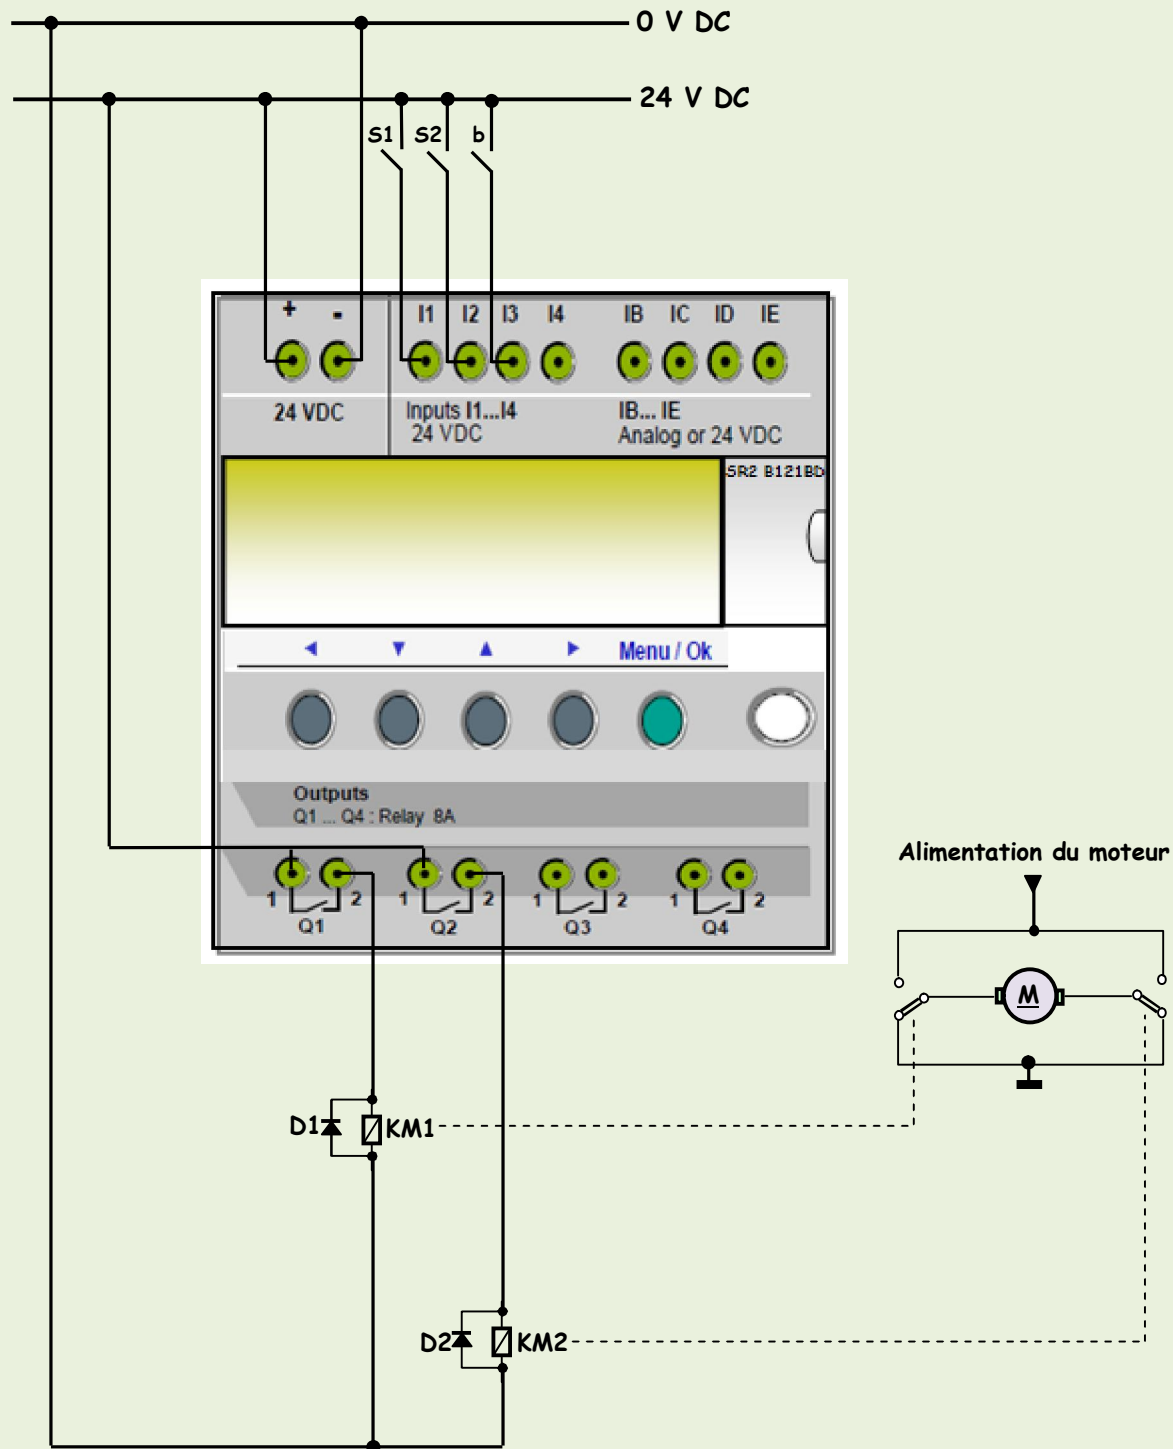 0 V DC
24 V DC
S1 S2 b
+ - I1 I2 I3 I4 IB IC ID IE
24 VDC
Inputs I1...I4
24 VDC
IB... IE
Analog or 24 VDC
SR2 B121BD
Menu / Ok
Outputs
Q1 ... Q4 : Relay 8A
1 2 1 2 1 2 1 2
Q1 Q2 Q3 Q4
Alimentation du moteur
M
D1 KM1
D2 KM2